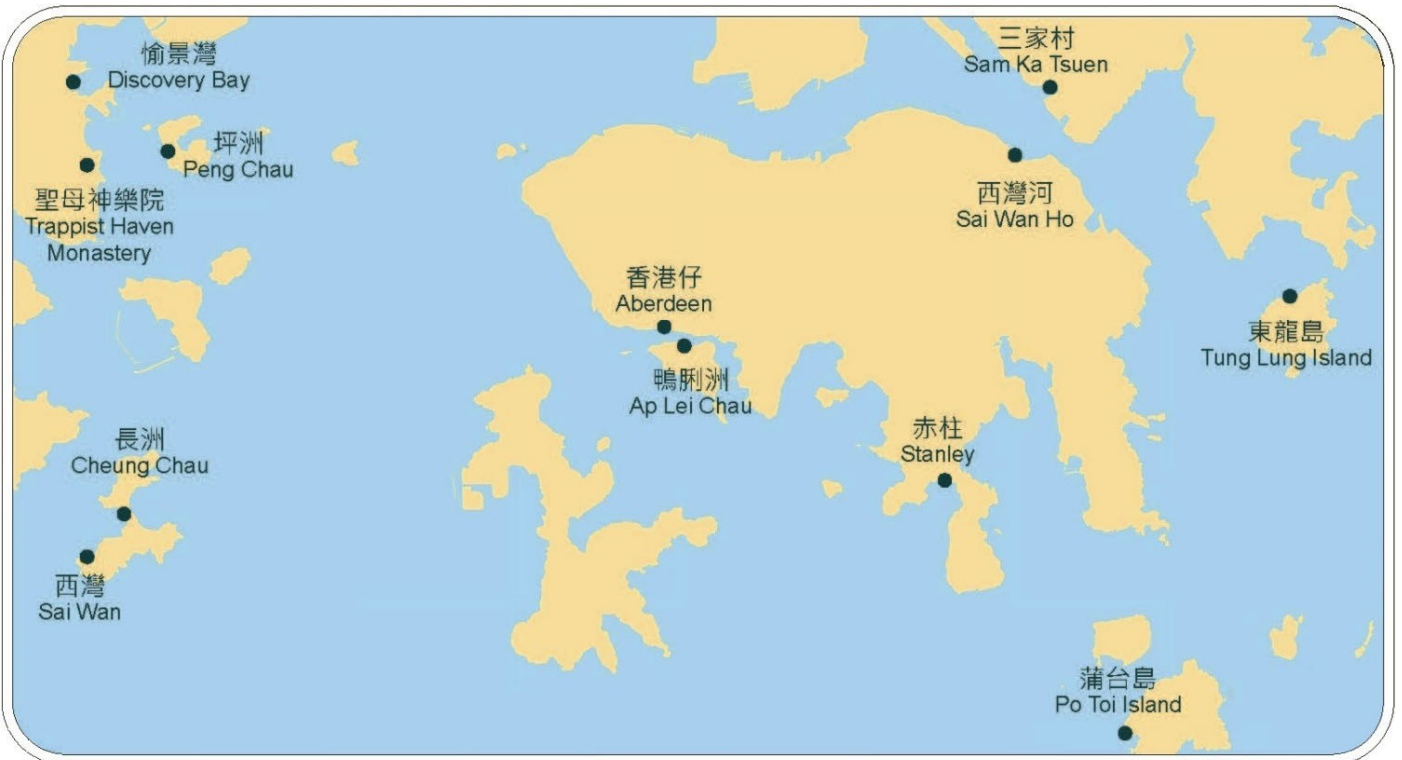 愉景灣
Discovery Bay
三家村
Sam Ka Tsuen
坪洲
Peng Chau
聖母神樂院
Trappist Haven
Monastery
西灣河
Sai Wan Ho
香港仔
Aberdeen
東龍島
Tung Lung Island
鴨脷洲
Ap Lei Chau
赤柱
Stanley
長洲
Cheung Chau
西灣
Sai Wan
蒲台島
Po Toi Island